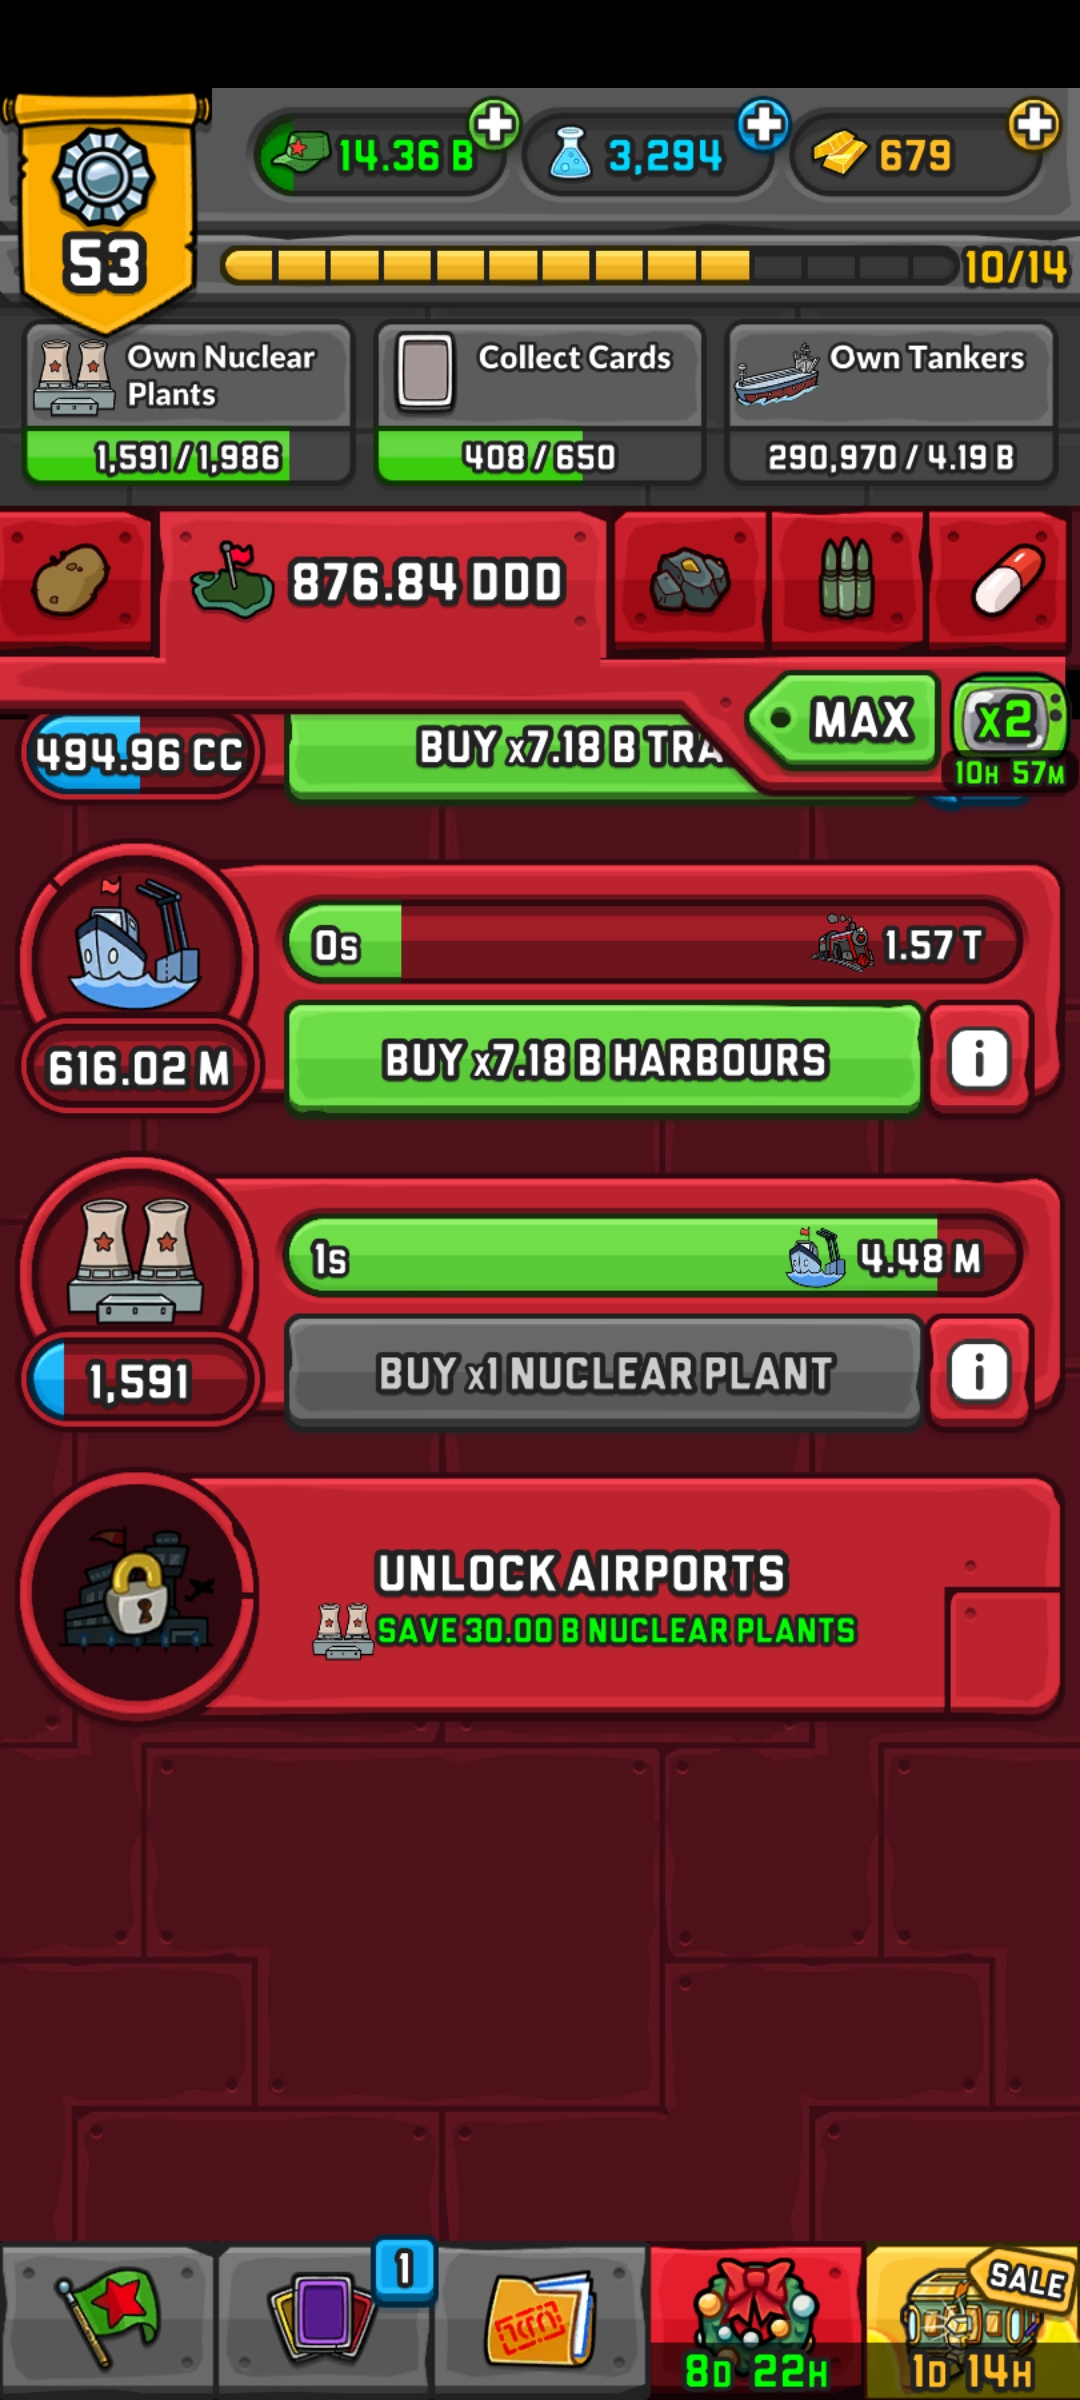 14.36 B
3,294
679
53
10/14
Own Nuclear
Plants
1,591 / 1,986
Collect Cards
408 / 650
Own Tankers
290,970 / 4.19 B
876.84 DDD
MAX
x2
10H 57M
494.96 CC
BUY x7.18 B TRA
0s
1.57 T
616.02 M
BUY x7.18 B HARBOURS
i
1s
4.48 M
1,591
BUY x1 NUCLEAR PLANT
i
UNLOCK AIRPORTS
SAVE 30.00 B NUCLEAR PLANTS
1
SALE
8D 22H
1D 14H